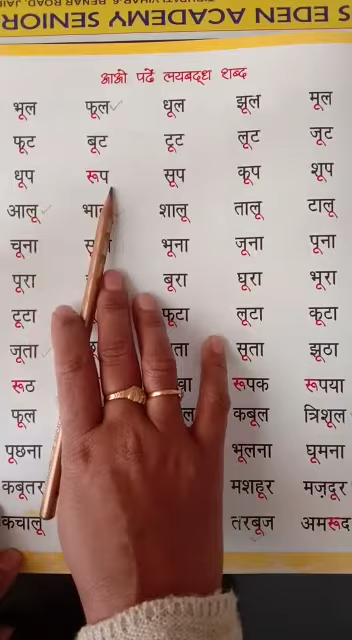 S EDEN ACADEMY SENIOR
आओ पढें लयबद्ध शब्द
भूल फूल धूल झूल मूल
फूट बूट टूट लूट जूट
धूप रूप सूप कूप शूप
आलू शालू तालू टालू
चूना भूना जूना पूना
पूरा बूरा घूरा भूरा
टूटा फूटा लूटा कूटा
जूता सूता झूठा
रूठ रूपक रूपया
फूल कबूल त्रिशूल
पूछना भूलना घूमना
कबूतर मशहूर मज़दूर
कचालू तरबूज अमरूद